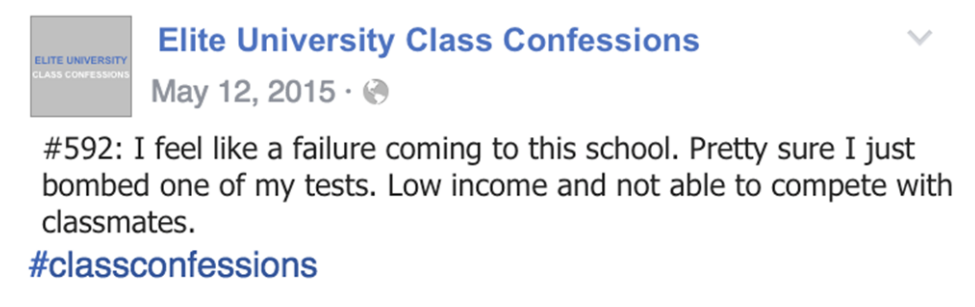 ELITE UNIVERSITY
CLASS CONFESSIONS
Elite University Class Confessions
May 12, 2015 ·
#592: I feel like a failure coming to this school. Pretty sure I just
bombed one of my tests. Low income and not able to compete with
classmates.
#classconfessions